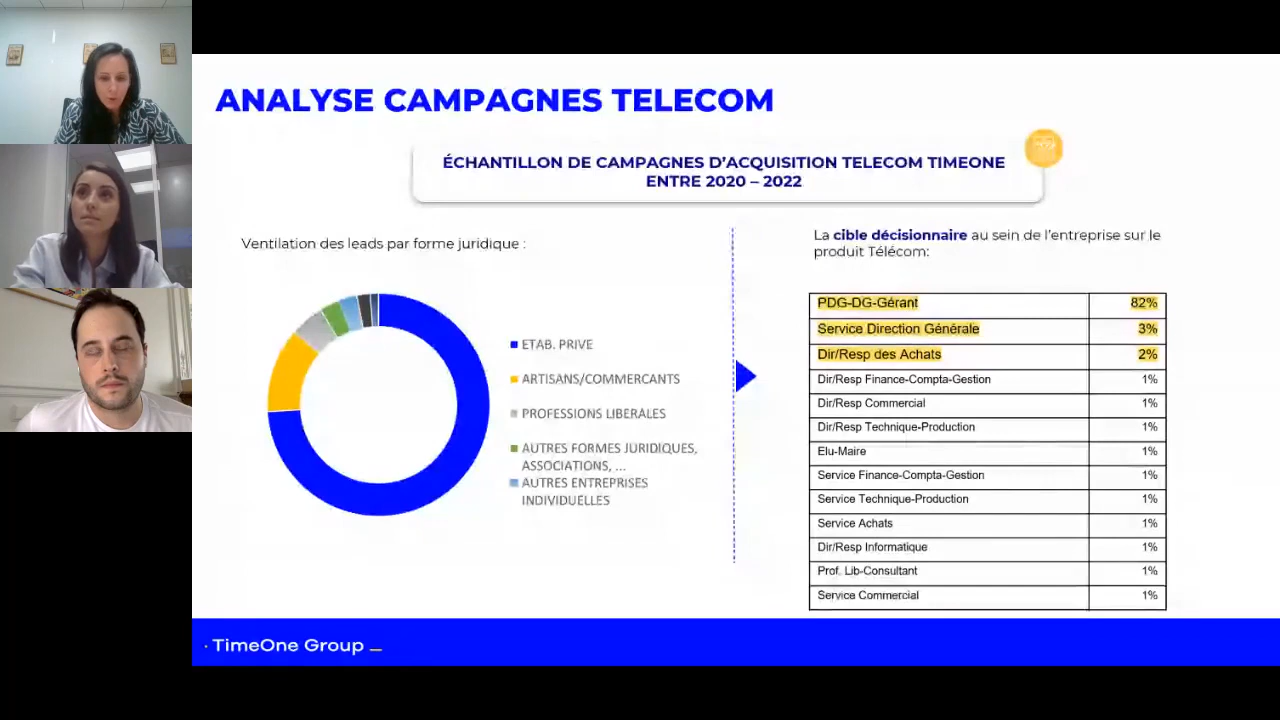 ANALYSE CAMPAGNES TELECOM
ÉCHANTILLON DE CAMPAGNES D’ACQUISITION TELECOM TIMEONE
ENTRE 2020 – 2022
Ventilation des leads par forme juridique :
ETAB. PRIVE
ARTISANS/COMMERCANTS
PROFESSIONS LIBERALES
AUTRES FORMES JURIDIQUES,
ASSOCIATIONS, ...
AUTRES ENTREPRISES
INDIVIDUELLES
La cible décisionnaire au sein de l’entreprise sur le
produit Télécom:
PDG-DG-Gérant 82%
Service Direction Générale 3%
Dir/Resp des Achats 2%
Dir/Resp Finance-Compta-Gestion 1%
Dir/Resp Commercial 1%
Dir/Resp Technique-Production 1%
Elu-Maire 1%
Service Finance-Compta-Gestion 1%
Service Technique-Production 1%
Service Achats 1%
Dir/Resp Informatique 1%
Prof. Lib-Consultant 1%
Service Commercial 1%
· TimeOne Group _